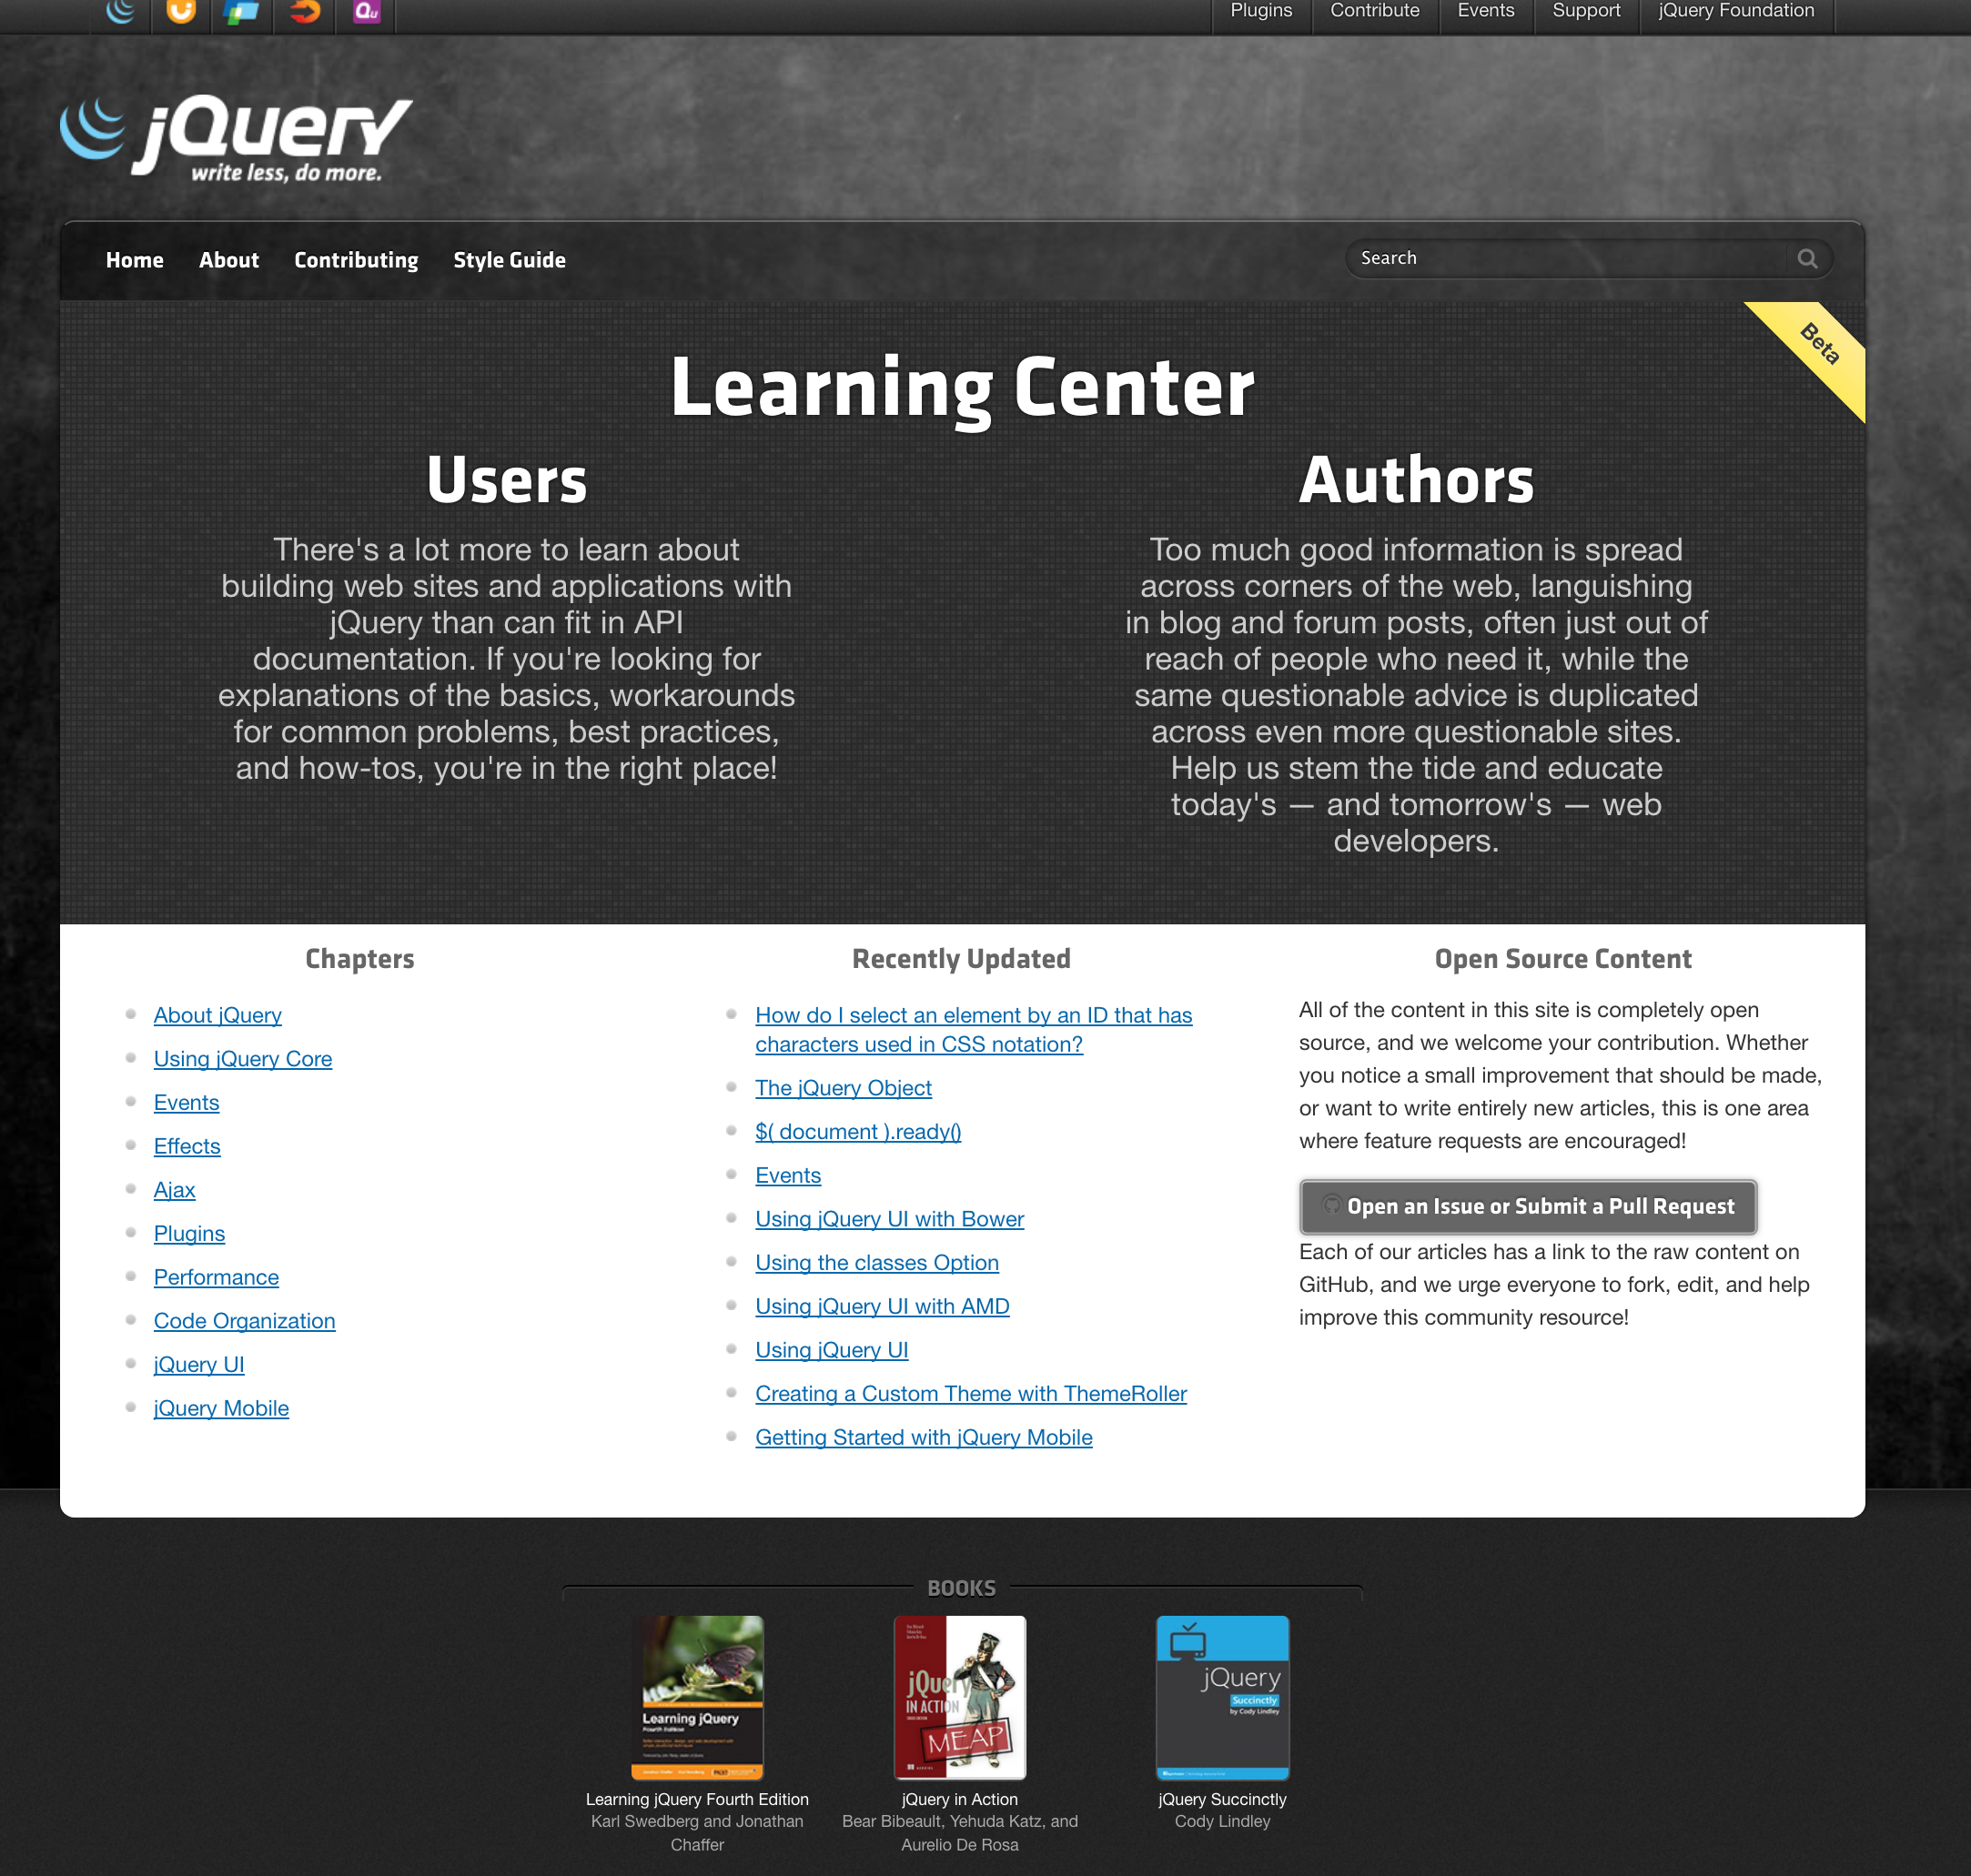 Qu
Plugins
Contribute
Events
Support
jQuery Foundation
jQuery
write less, do more.
Home
About
Contributing
Style Guide
Search
Beta
Learning Center
Users
There's a lot more to learn about
building web sites and applications with
jQuery than can fit in API
documentation. If you're looking for
explanations of the basics, workarounds
for common problems, best practices,
and how-tos, you're in the right place!
Authors
Too much good information is spread
across corners of the web, languishing
in blog and forum posts, often just out of
reach of people who need it, while the
same questionable advice is duplicated
across even more questionable sites.
Help us stem the tide and educate
today's — and tomorrow's — web
developers.
Chapters
About jQuery
Using jQuery Core
Events
Effects
Ajax
Plugins
Performance
Code Organization
jQuery UI
jQuery Mobile
Recently Updated
How do I select an element by an ID that has
characters used in CSS notation?
The jQuery Object
$( document ).ready()
Events
Using jQuery UI with Bower
Using the classes Option
Using jQuery UI with AMD
Using jQuery UI
Creating a Custom Theme with ThemeRoller
Getting Started with jQuery Mobile
Open Source Content
All of the content in this site is completely open
source, and we welcome your contribution. Whether
you notice a small improvement that should be made,
or want to write entirely new articles, this is one area
where feature requests are encouraged!
Open an Issue or Submit a Pull Request
Each of our articles has a link to the raw content on
GitHub, and we urge everyone to fork, edit, and help
improve this community resource!
BOOKS
Learning jQuery
Fourth Edition
Learning jQuery Fourth Edition
Karl Swedberg and Jonathan
Chaffer
jQuery
IN ACTION
MEAP
jQuery in Action
Bear Bibeault, Yehuda Katz, and
Aurelio De Rosa
jQuery
Succinctly
by Cody Lindley
jQuery Succinctly
Cody Lindley